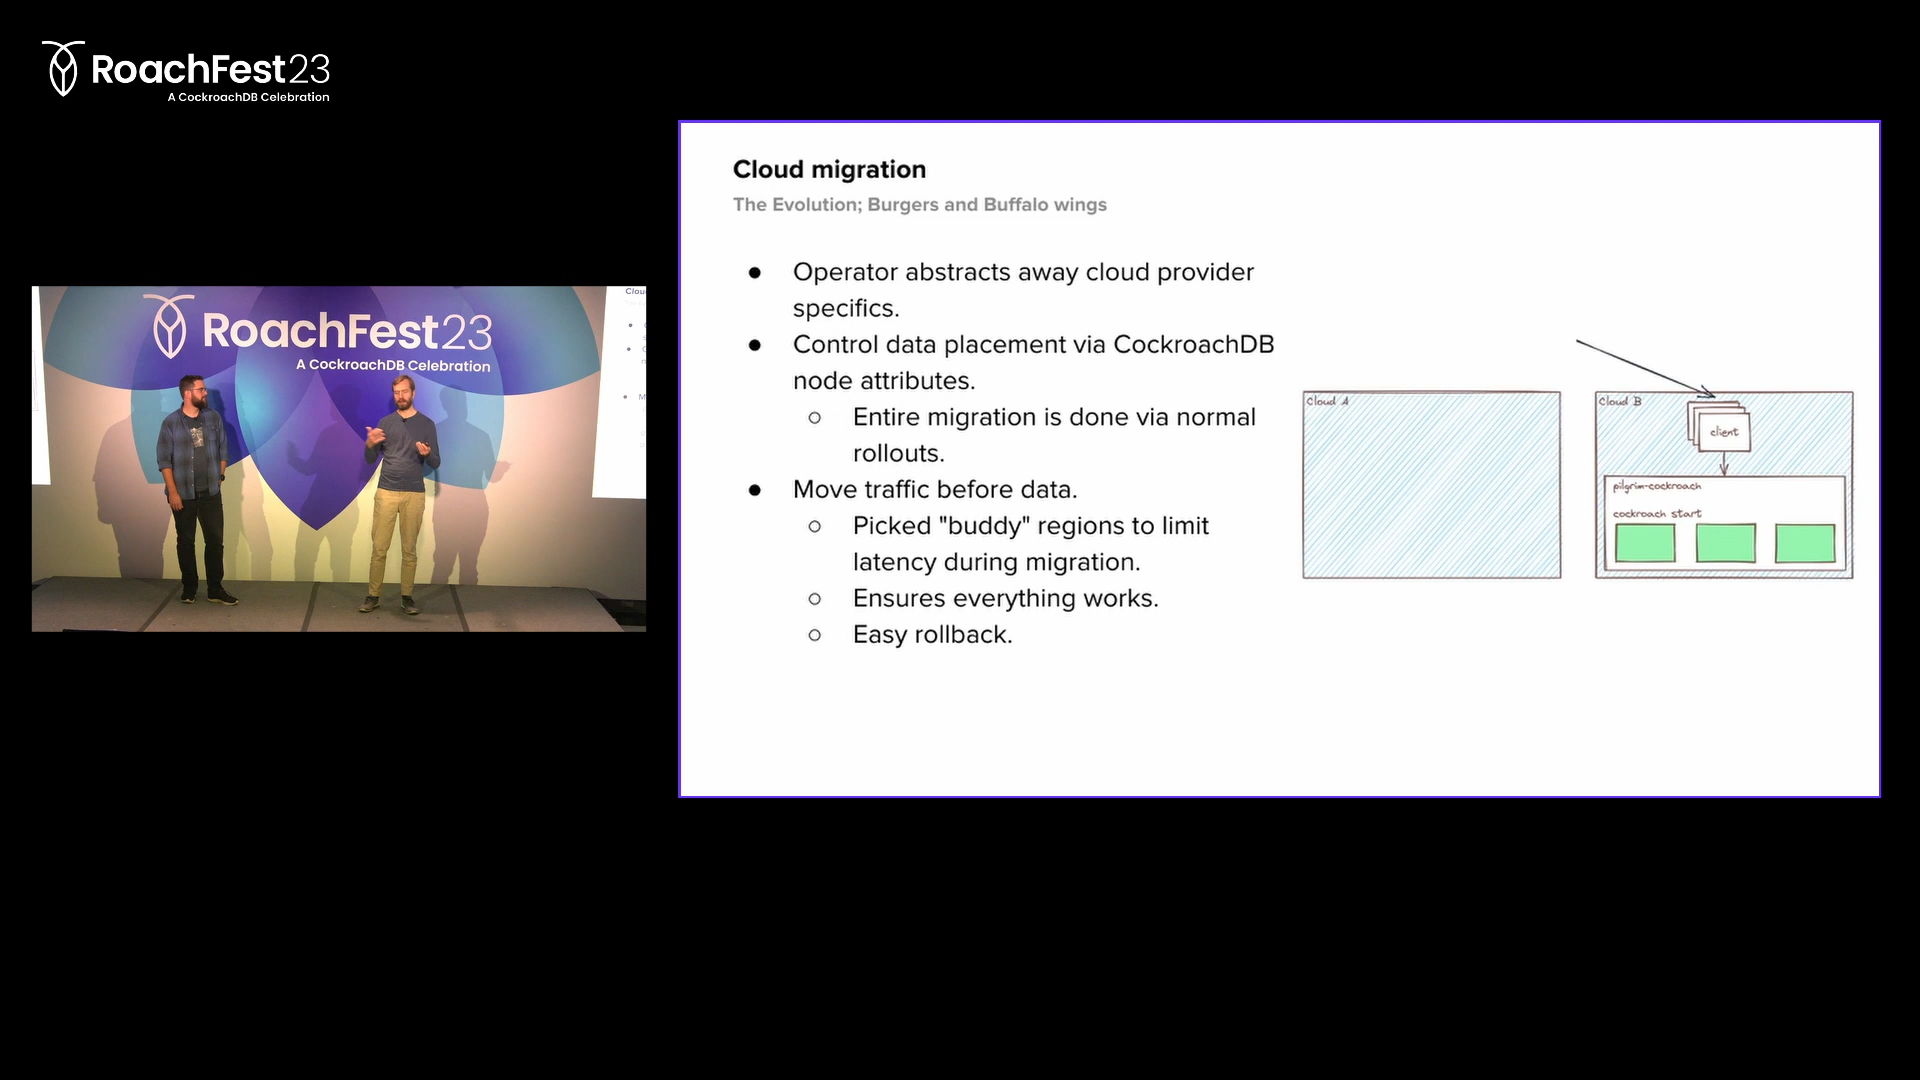 RoachFest23
A CockroachDB Celebration
RoachFest23
A CockroachDB Celebration
Cloud migration
The Evolution; Burgers and Buffalo wings
● Operator abstracts away cloud provider
specifics.
● Control data placement via CockroachDB
node attributes.
○ Entire migration is done via normal
rollouts.
● Move traffic before data.
○ Picked "buddy" regions to limit
latency during migration.
○ Ensures everything works.
○ Easy rollback.
Cloud A
Cloud B
client
pilgrim-cockroach
cockroach start